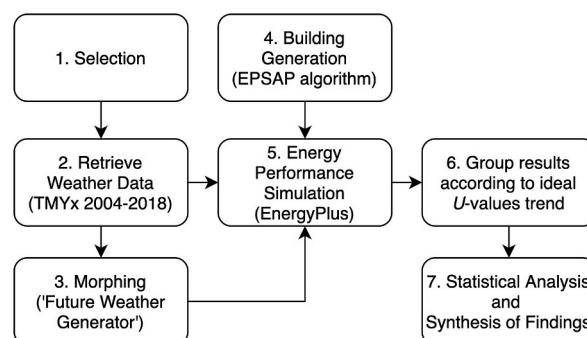 1. Selection
2. Retrieve
Weather Data
(TMYx 2004-2018)
3. Morphing
('Future Weather
Generator')
4. Building
Generation
(EPSAP algorithm)
5. Energy
Performance
Simulation
(EnergyPlus)
6. Group results
according to ideal
U-values trend
7. Statistical Analysis
and
Synthesis of Findings